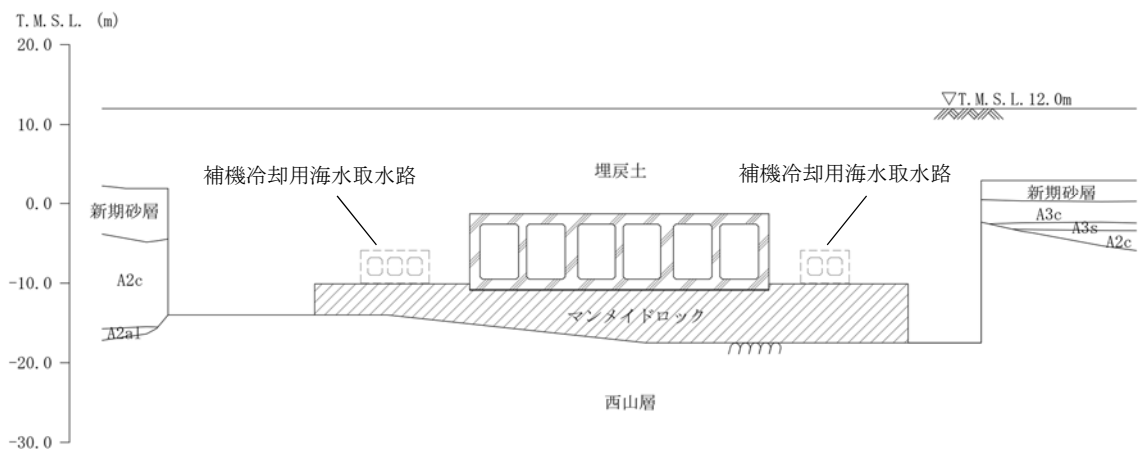 T.M.S.L. (m)
20.0
▽T.M.S.L.12.0m
10.0
補機冷却用海水取水路
埋戻土
補機冷却用海水取水路
新期砂層
0.0
新期砂層
A3c
A3s
A2c
A2c
-10.0
マンメイドロック
A2a1
-20.0
西山層
-30.0